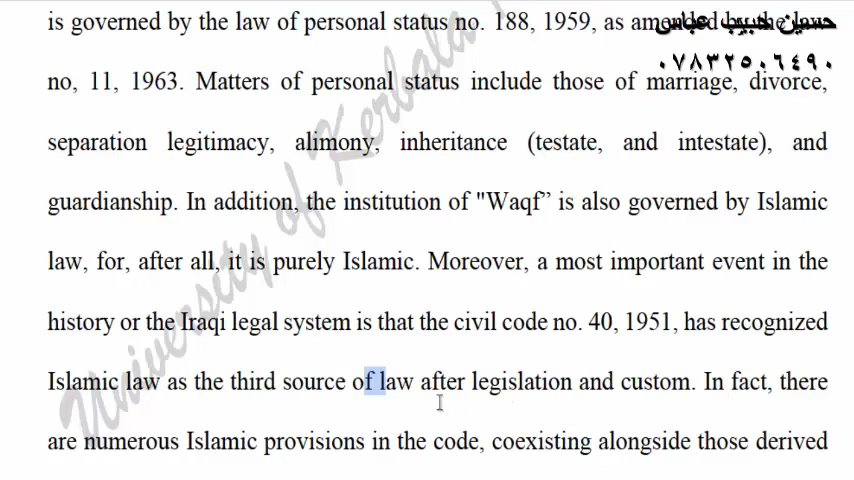 حسين حبيب عباس
٠٧٨٣٢٥٠٦٤٩٠
is governed by the law of personal status no. 188, 1959, as amended by the law
no, 11, 1963. Matters of personal status include those of marriage, divorce,
separation legitimacy, alimony, inheritance (testate, and intestate), and
guardianship. In addition, the institution of "Waqf” is also governed by Islamic
law, for, after all, it is purely Islamic. Moreover, a most important event in the
history or the Iraqi legal system is that the civil code no. 40, 1951, has recognized
Islamic law as the third source of law after legislation and custom. In fact, there
are numerous Islamic provisions in the code, coexisting alongside those derived
University of Kerbala